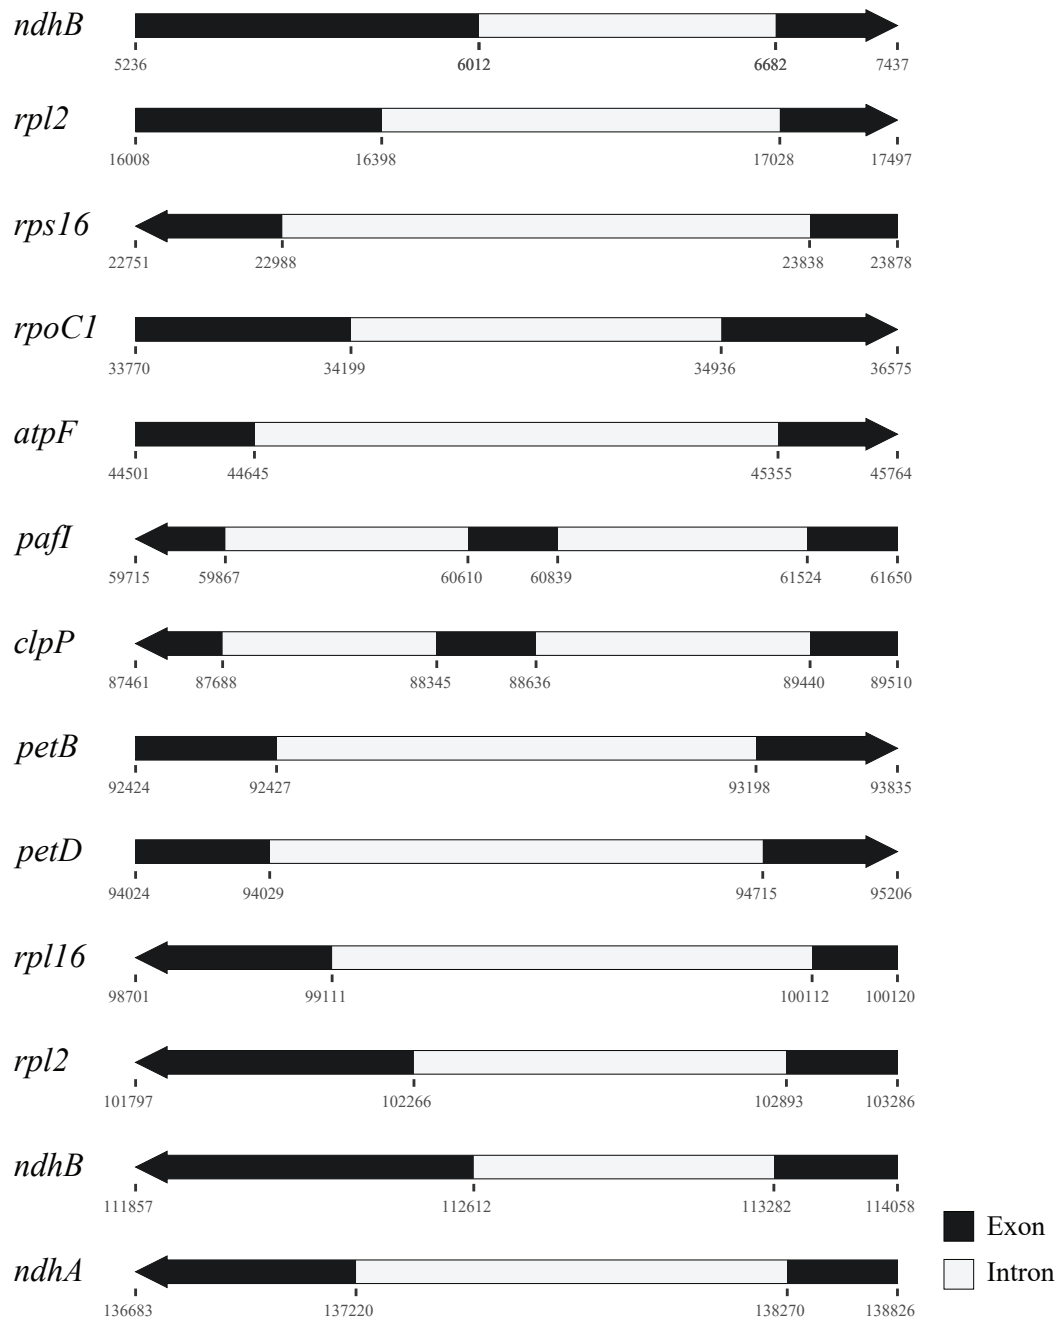 ndhB
5236 6012 6682 7437
rpl2
16008 16398 17028 17497
rps16
22751 22988 23838 23878
rpoC1
33770 34199 34936 36575
atpF
44501 44645 45355 45764
pafI
59715 59867 60610 60839 61524 61650
clpP
87461 87688 88345 88636 89440 89510
petB
92424 92427 93198 93835
petD
94024 94029 94715 95206
rpl16
98701 99111 100112 100120
rpl2
101797 102266 102893 103286
ndhB
111857 112612 113282 114058
Exon
ndhA
Intron
136683 137220 138270 138826